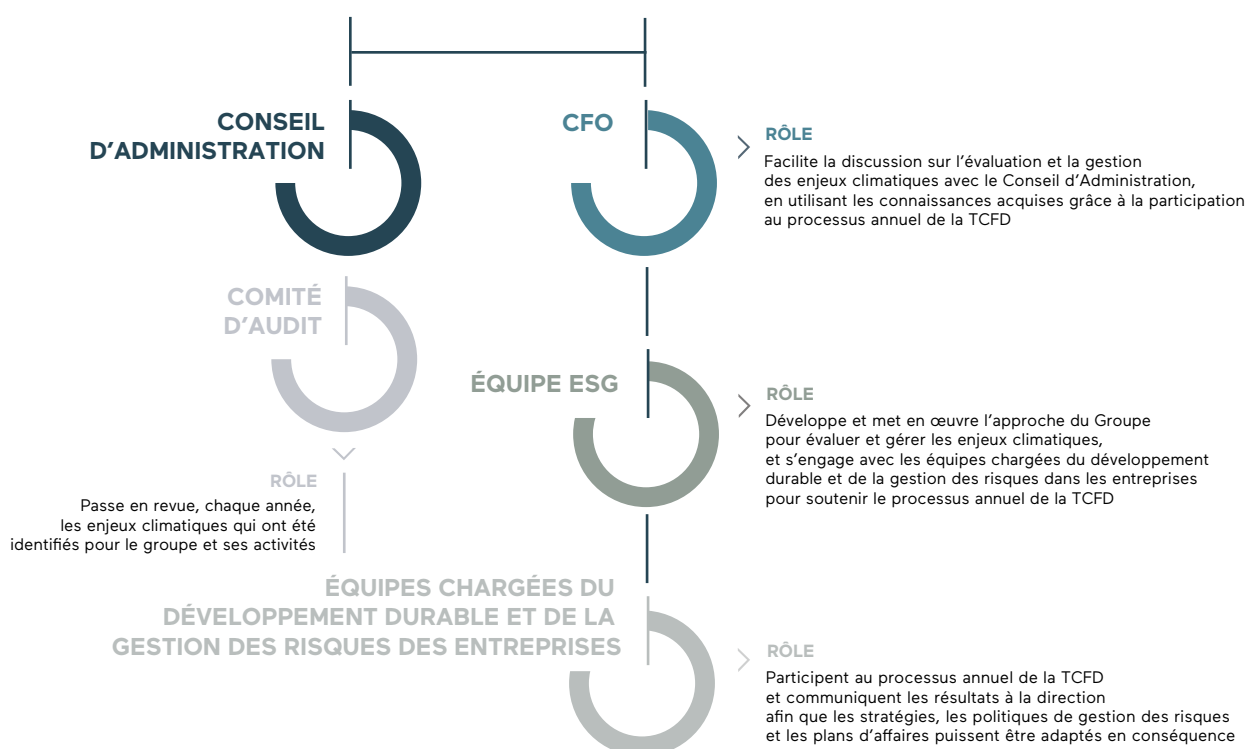 CONSEIL
D'ADMINISTRATION
CFO
RÔLE
Facilite la discussion sur l'évaluation et la gestion
des enjeux climatiques avec le Conseil d'Administration,
en utilisant les connaissances acquises grâce à la participation
au processus annuel de la TCFD
COMITÉ
D'AUDIT
RÔLE
Passe en revue, chaque année,
les enjeux climatiques qui ont été
identifiés pour le groupe et ses activités
ÉQUIPE ESG
RÔLE
Développe et met en œuvre l'approche du Groupe
pour évaluer et gérer les enjeux climatiques,
et s'engage avec les équipes chargées du développement
durable et de la gestion des risques dans les entreprises
pour soutenir le processus annuel de la TCFD
ÉQUIPES CHARGÉES DU
DÉVELOPPEMENT DURABLE ET DE LA
GESTION DES RISQUES DES ENTREPRISES
RÔLE
Participent au processus annuel de la TCFD
et communiquent les résultats à la direction
afin que les stratégies, les politiques de gestion des risques
et les plans d'affaires puissent être adaptés en conséquence